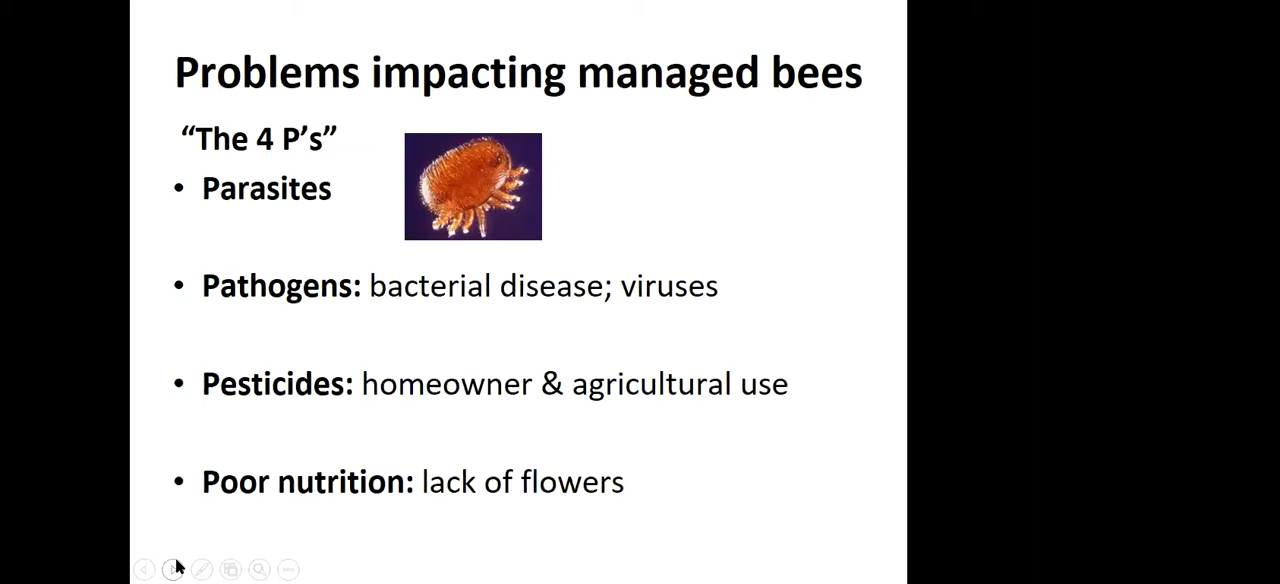 Problems impacting managed bees
“The 4 P’s”
• Parasites
• Pathogens: bacterial disease; viruses
• Pesticides: homeowner & agricultural use
• Poor nutrition: lack of flowers